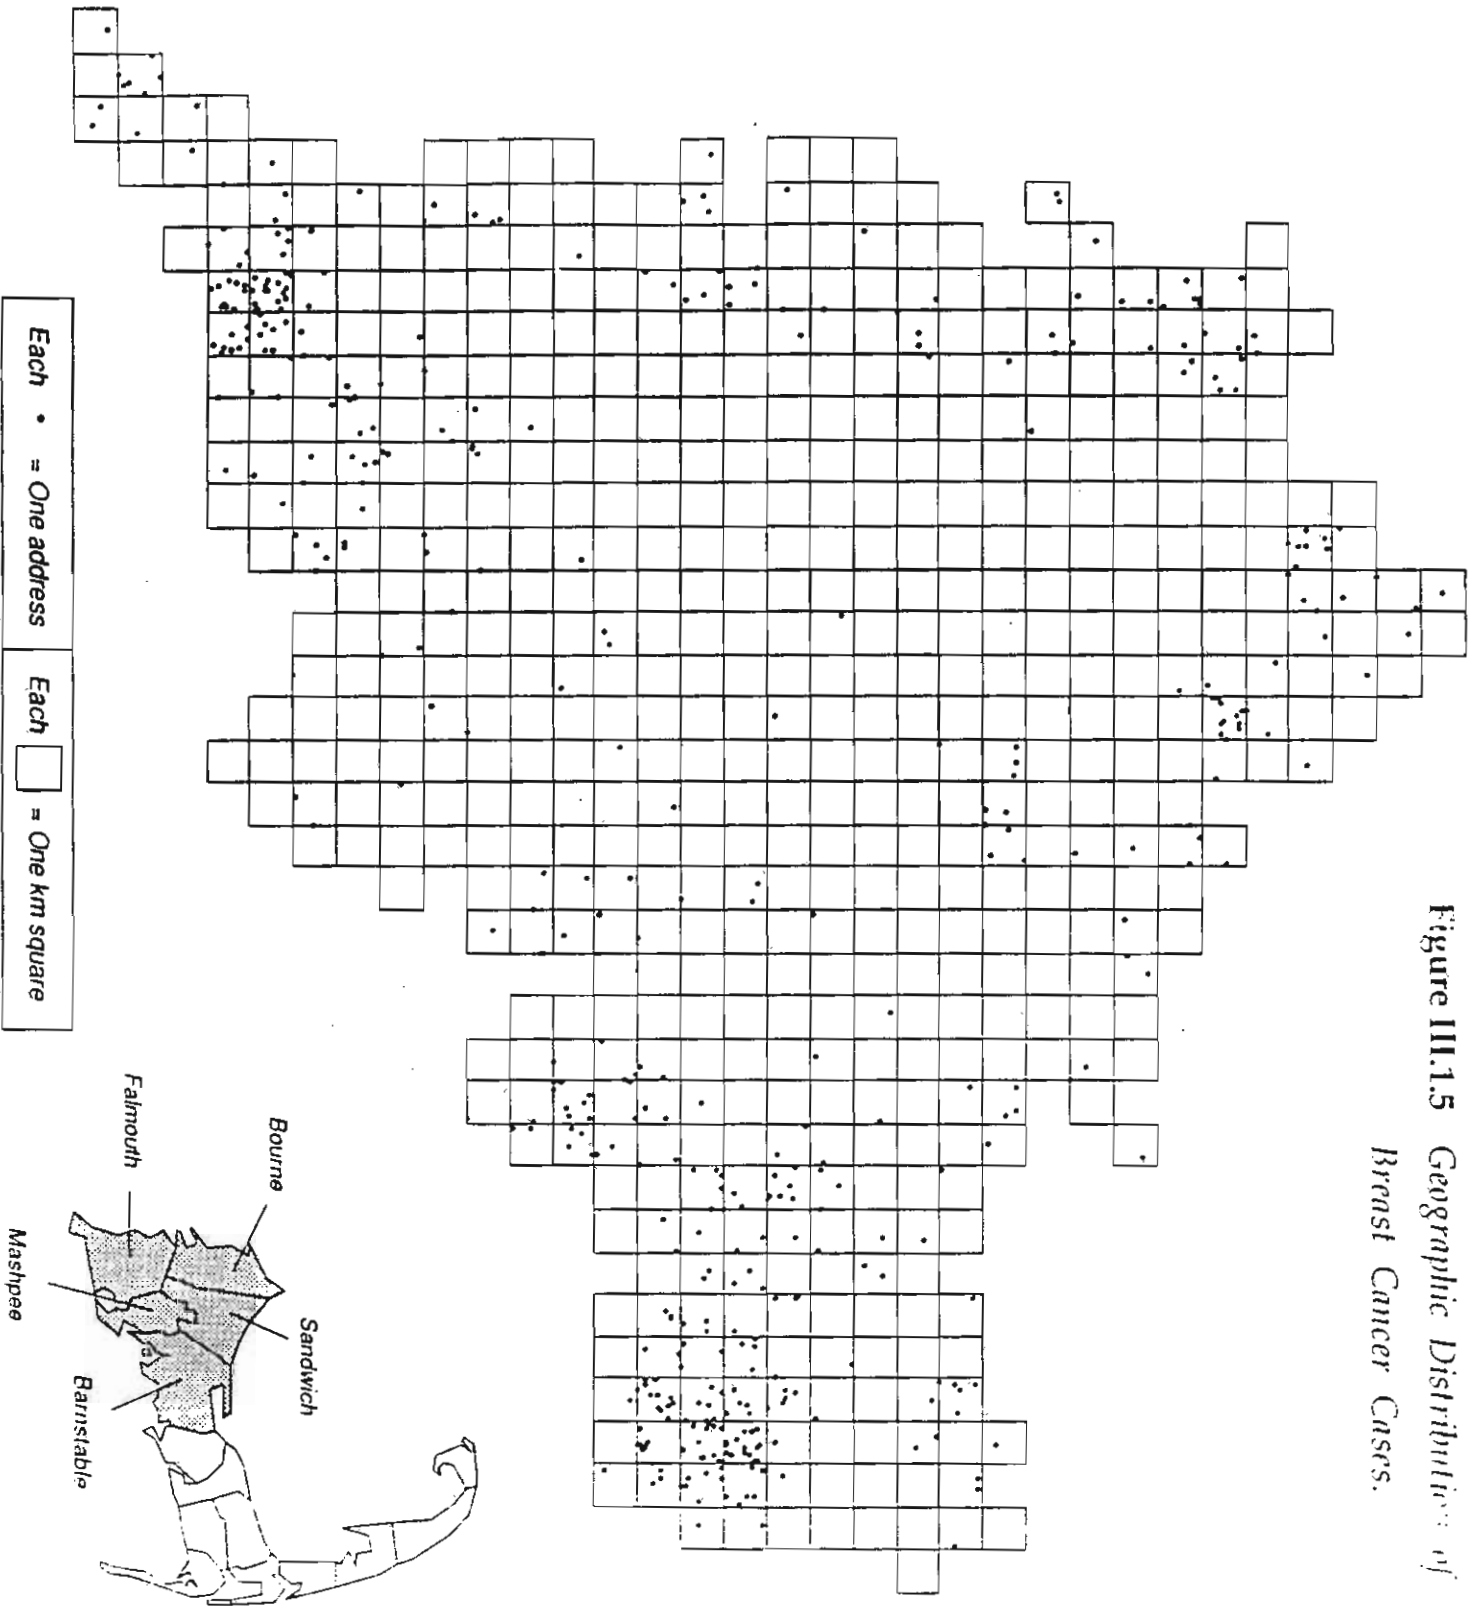 Figure III.1.5 Geographic Distribution of
Breast Cancer Cases.
Bourne
Falmouth
Sandwich
Mashpee
Barnstable
Each • = One address
Each = One km square